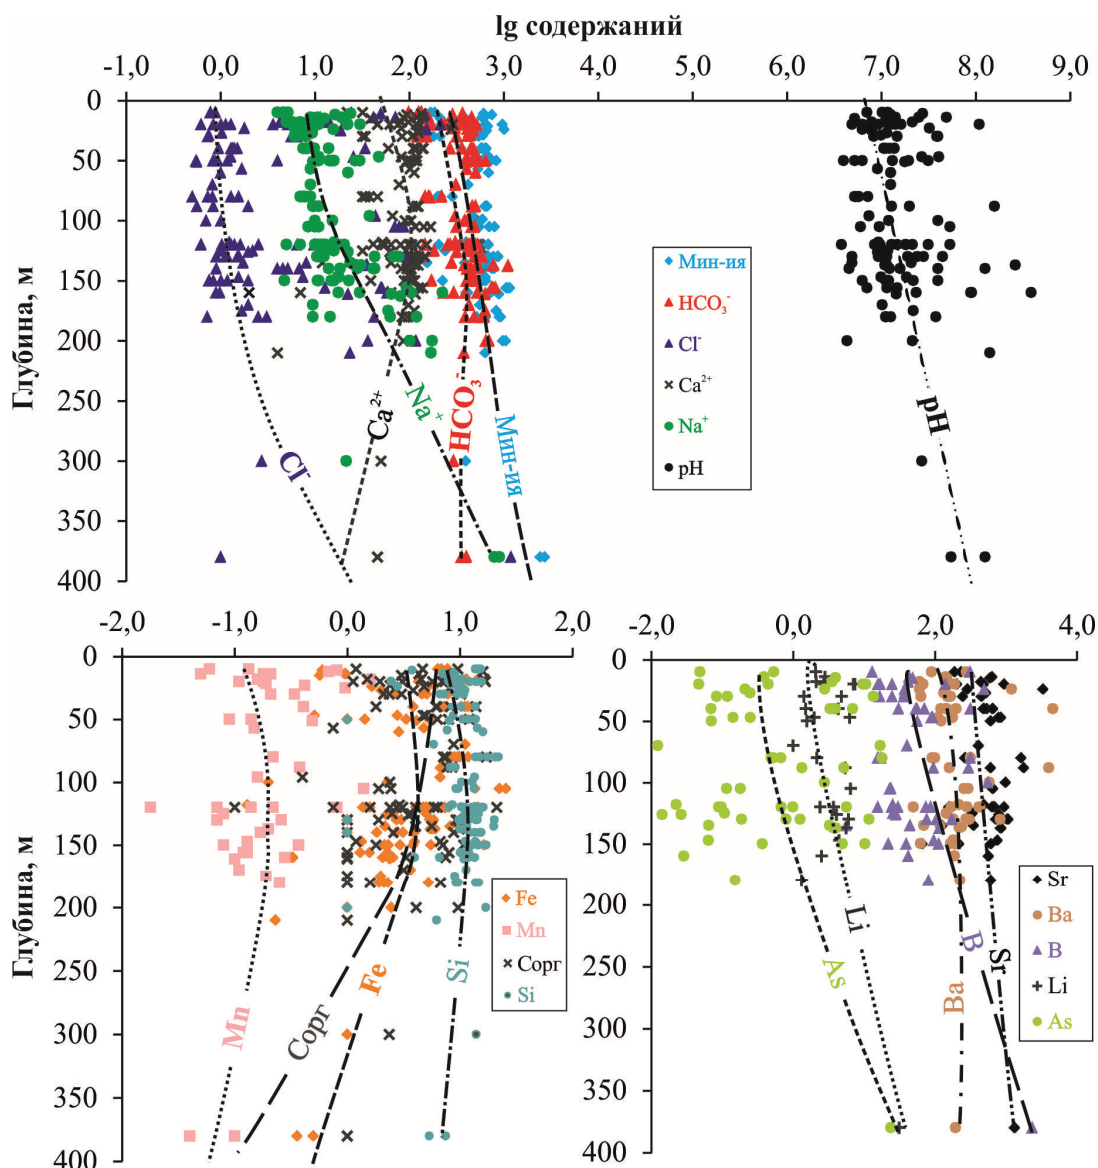 lg содержаний
-1,0 0,0 1,0 2,0 3,0 4,0 5,0 6,0 7,0 8,0 9,0
Глубина, м
0
50
100
150
200
250
300
350
400
Cl⁻
Ca²⁺
Na⁺
HCO₃⁻
Мин-ия
pH
Мин-ия
HCO₃⁻
Cl⁻
Ca²⁺
Na⁺
pH
-2,0 -1,0 0,0 1,0 2,0
Глубина, м
0
50
100
150
200
250
300
350
400
Mn
Сорг
Fe
Si
Fe
Mn
Сорг
Si
-2,0 0,0 2,0 4,0
0
50
100
150
200
250
300
350
400
As
Li
Ba
B
Sr
Sr
Ba
B
Li
As